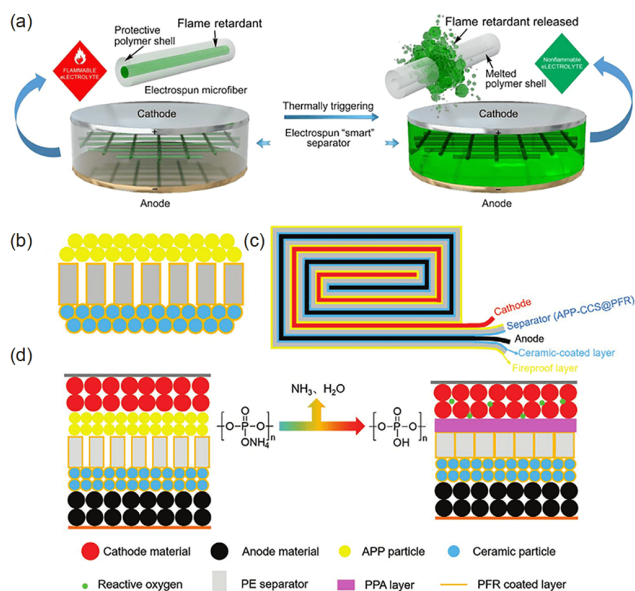 (a)
Protective
polymer shell
Flame retardant
FLAMMABLE
eLECTROLYTE
Electrospun microfiber
Cathode
+
-
Anode
Thermally triggering
Electrospun "smart"
separator
Flame retardant released
Melted
polymer shell
Nonflammable
eLECTROLYTE
Cathode
+
-
Anode
(b)
(c)
Cathode
Separator (APP-CCS@PFR)
Anode
Ceramic-coated layer
Fireproof layer
(d)
NH₃、H₂O
O
P
O
ONH₄
n
O
P
O
OH
n
Cathode material
Anode material
APP particle
Ceramic particle
Reactive oxygen
PE separator
PPA layer
PFR coated layer